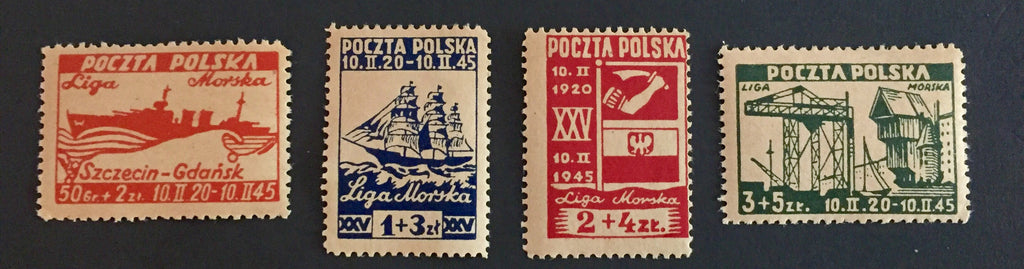 POCZTA POLSKA
Liga Morska
Szczecin-Gdańsk
50 Gr. + 2 zł. 10.II.20-10.II.45
POCZTA POLSKA
10.II.20-10.II.45
Liga Morska
XXV 1+3 zł XXV
POCZTA POLSKA
10.II
1920
XXV
10.II
1945
Liga Morska
2+4 zł.
POCZTA POLSKA
LIGA MORSKA
3+5 zł. 10.II.20-10.II.45